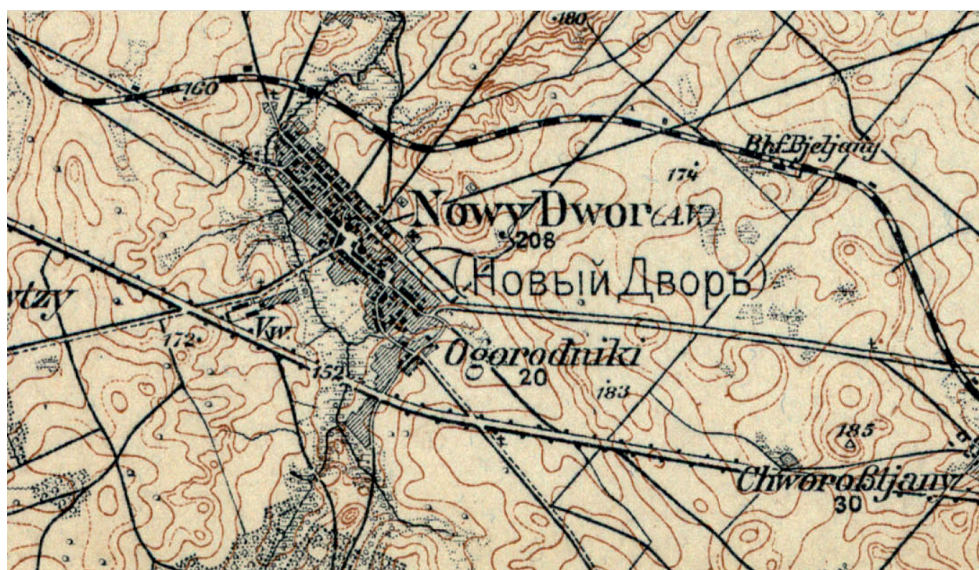 180
160
Bhf. Bjeljany
174
Nowy Dwor (A.V.)
208
(Новый Дворъ)
tzy
172
Vw.
Ogorodniki
152
20
183
185
Chworoßtjany
30